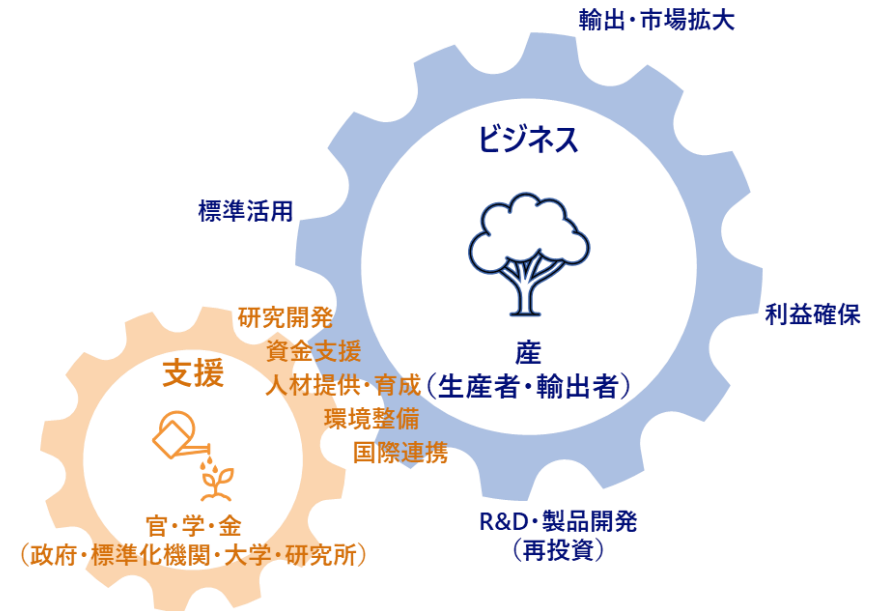 輸出・市場拡大
ビジネス
標準活用
利益確保
産
(生産者・輸出者)
R&D・製品開発
(再投資)
研究開発
資金支援
人材提供・育成
環境整備
国際連携
支援
官・学・金
(政府・標準化機関・大学・研究所)